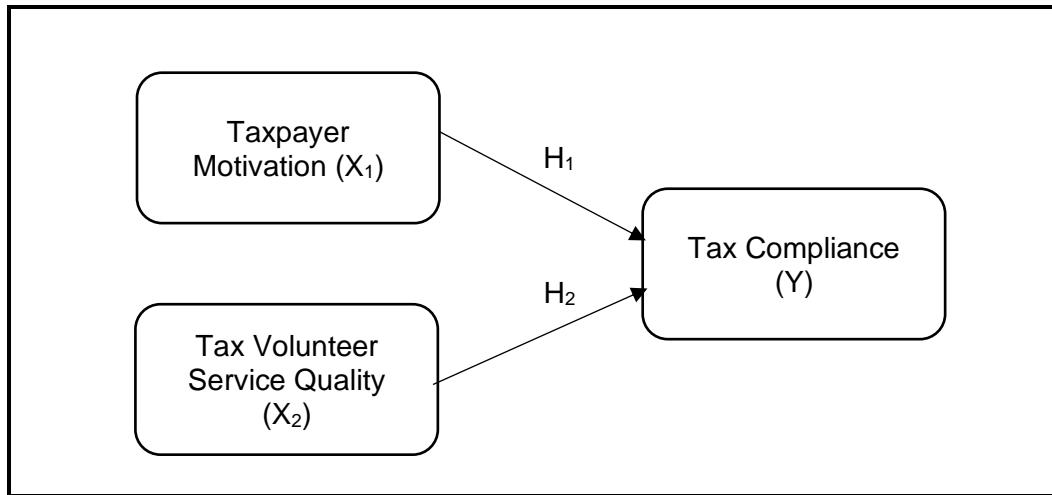 Taxpayer
Motivation (X₁)
H₁
Tax Compliance
(Y)
H₂
Tax Volunteer
Service Quality
(X₂)